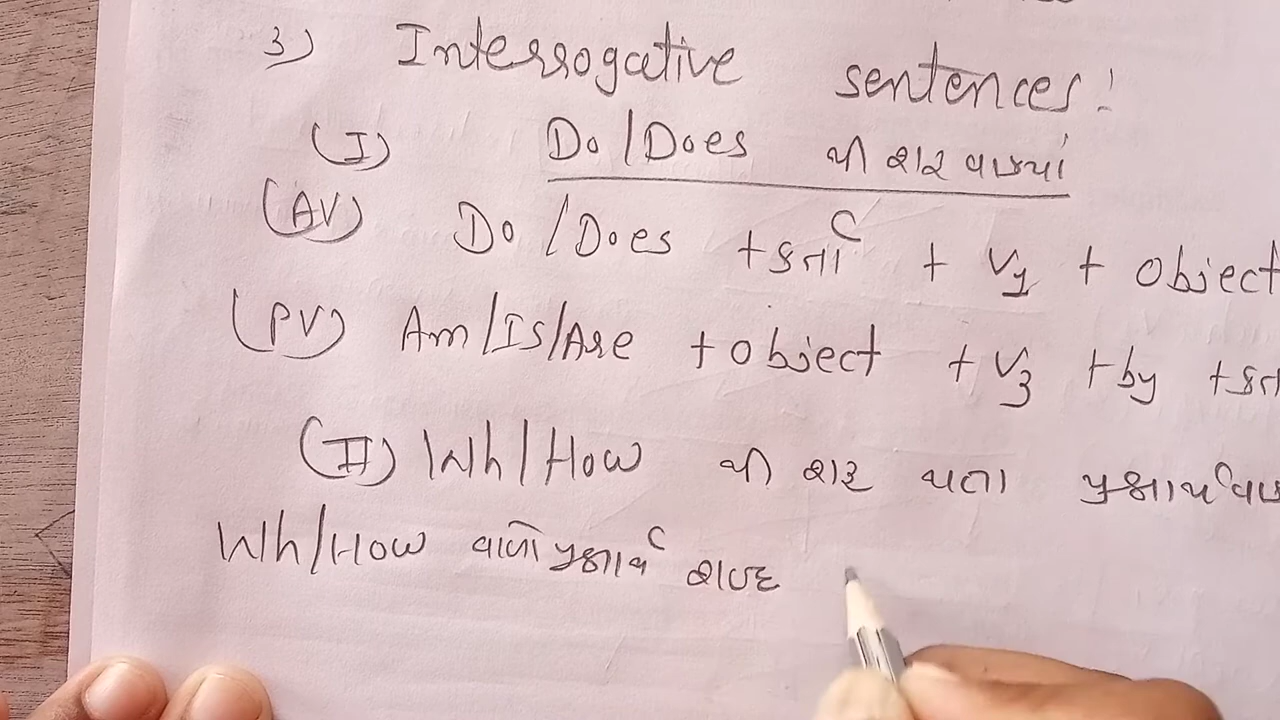 3) Interrogative sentences:
(I) Do/Does થી શરુ વાક્યાં
(AV) Do/Does + કર્તા + V1 + object
(PV) Am/Is/Are + object + V3 + by + કર્તા
(II) Wh/How થી શરુ થતા પ્રશ્નાર્થ
Wh/How વાળો પ્રશ્નાર્થ શબ્દ